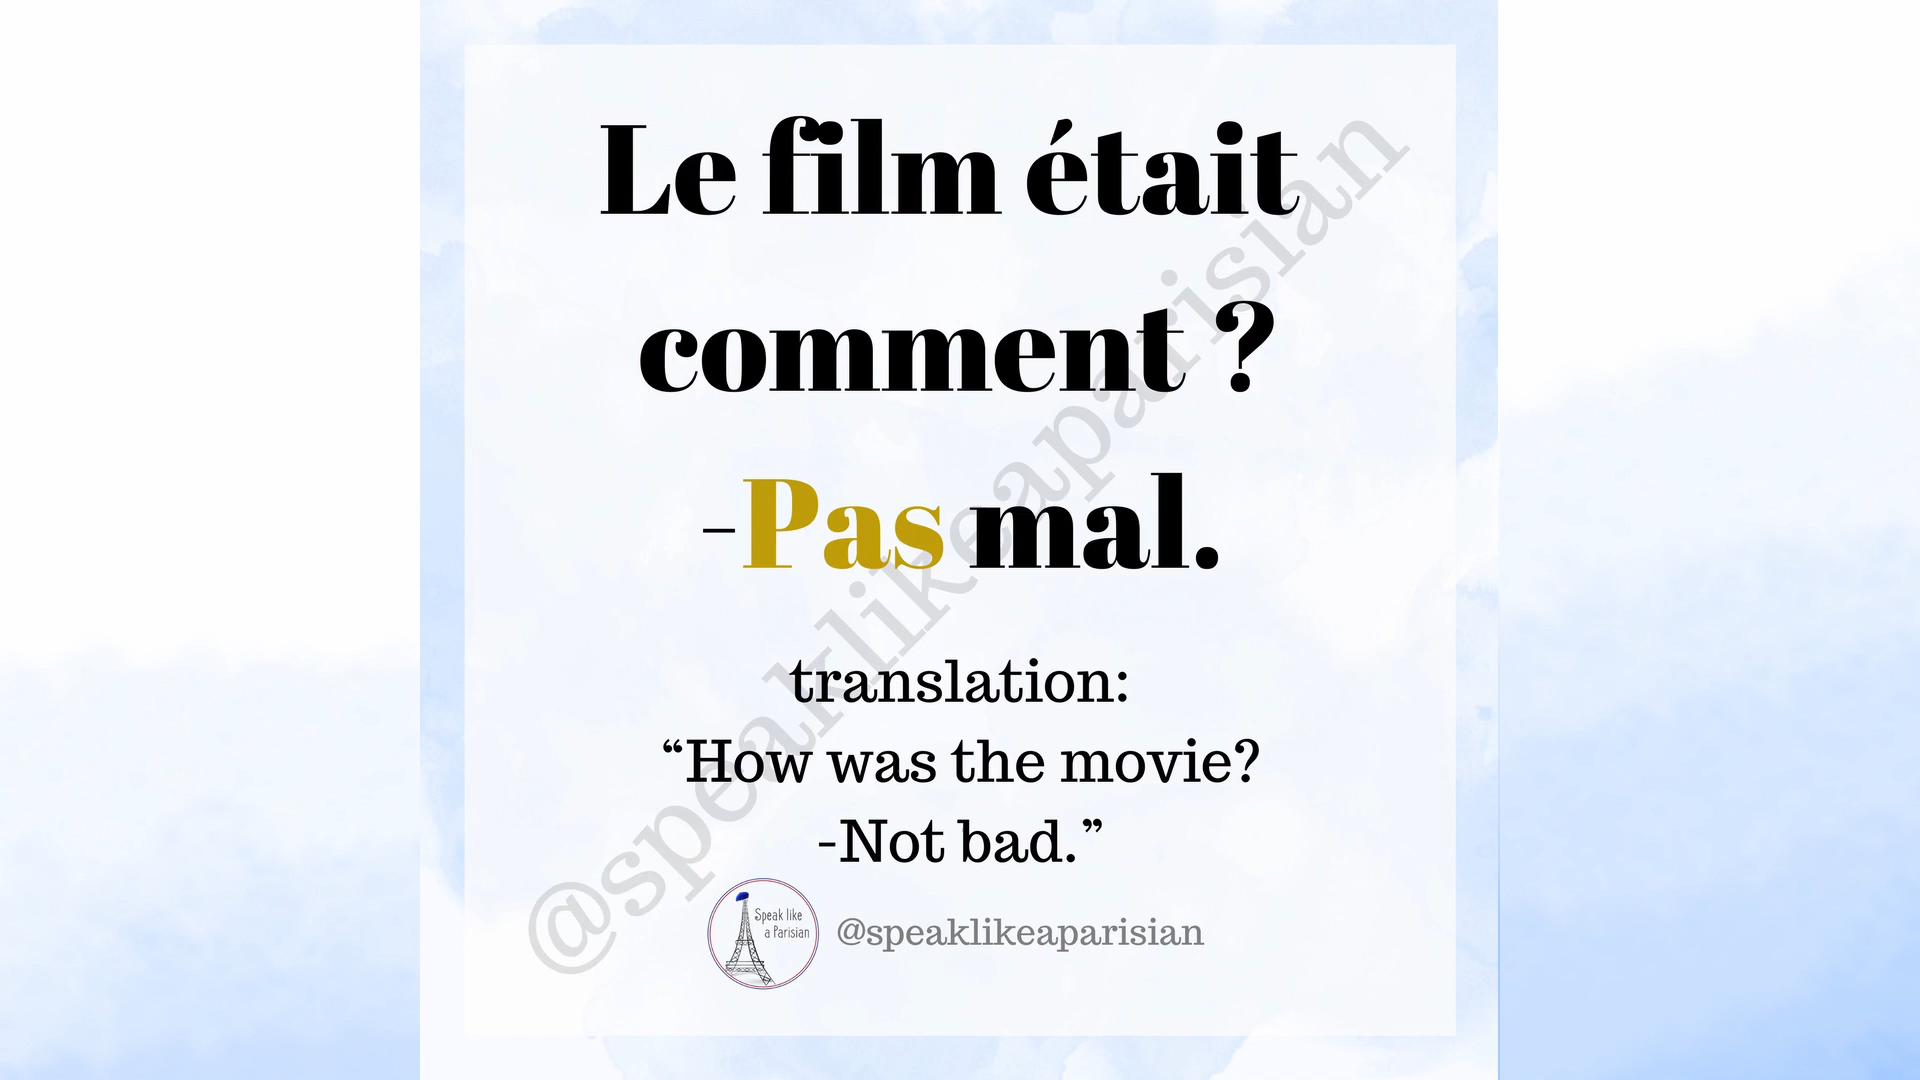 Le film était
comment ?
-Pas mal.
translation:
“How was the movie?
-Not bad.”
Speak like
a Parisian
@speaklikeaparisian
@speaklikeaparisian